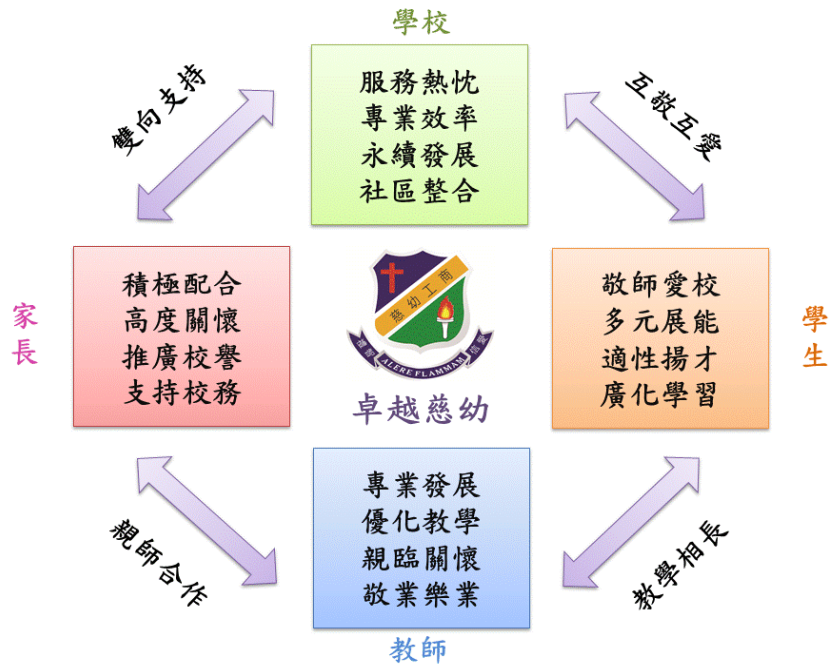 學校
服務熱忱
專業效率
永續發展
社區整合
雙向支持
互敬互愛
家長
積極配合
高度關懷
推廣校譽
支持校務
慈幼工商
禮智
ALERE FLAMMAM
信愛
卓越慈幼
敬師愛校
多元展能
適性揚才
廣化學習
學生
親師合作
教學相長
專業發展
優化教學
親臨關懷
敬業樂業
教師